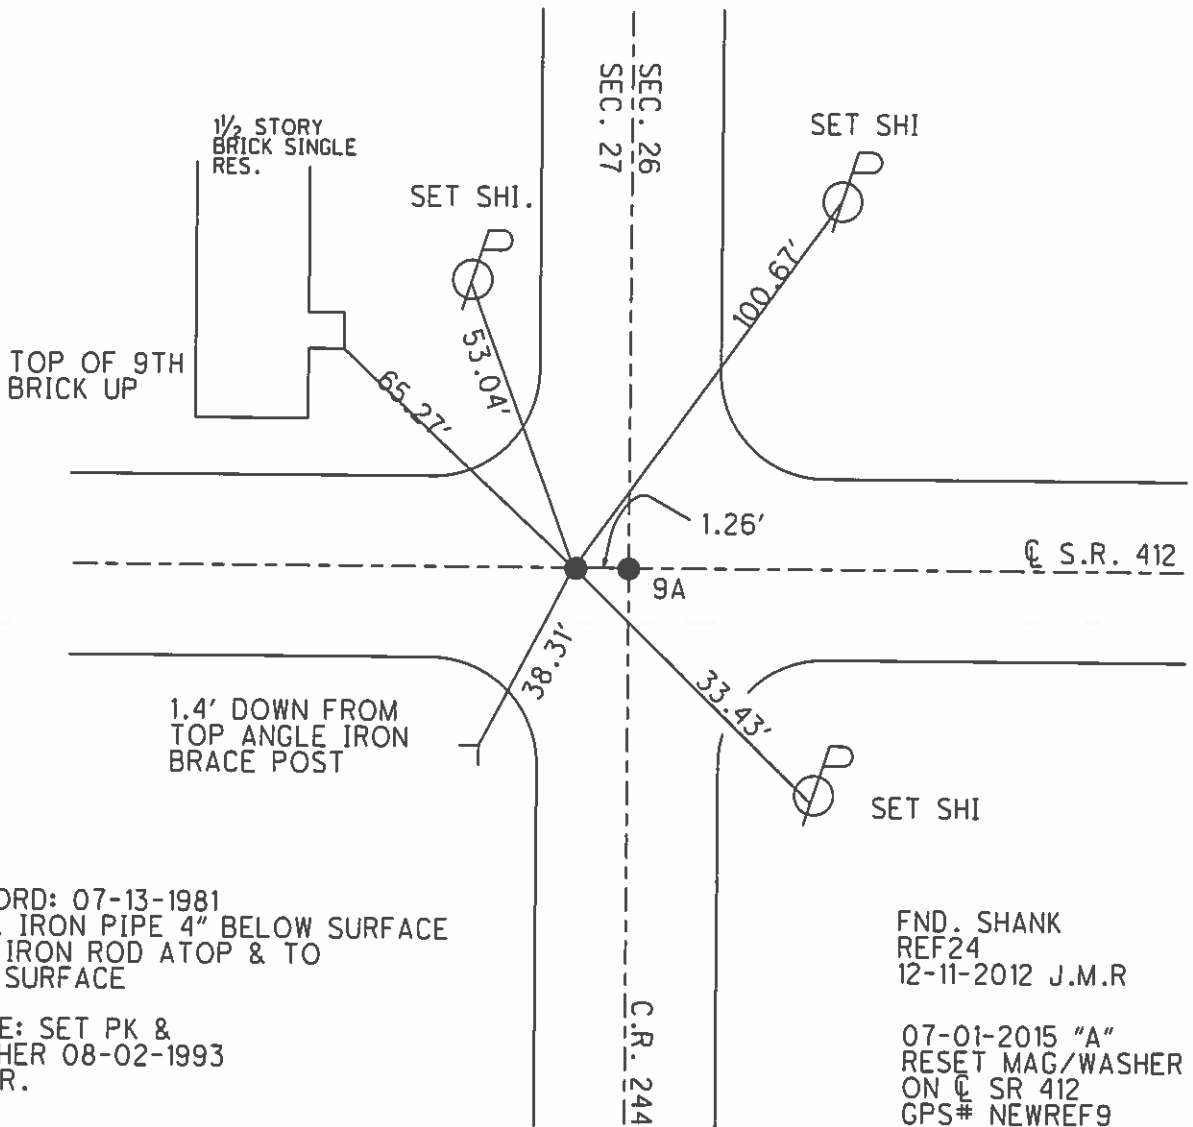 SEC. 26
SEC. 27
1½ STORY
BRICK SINGLE
RES.
SET SHI.
SET SHI
100.67'
53.04'
TOP OF 9TH
BRICK UP
65.27'
1.26'
℄ S.R. 412
9A
38.31'
33.43'
1.4' DOWN FROM
TOP ANGLE IRON
BRACE POST
SET SHI
ORD: 07-13-1981
IRON PIPE 4" BELOW SURFACE
IRON ROD ATOP & TO
SURFACE
E: SET PK &
HER 08-02-1993
R.
C.R. 244
FND. SHANK
REF24
12-11-2012 J.M.R
07-01-2015 "A"
RESET MAG/WASHER
ON ℄ SR 412
GPS# NEWREF9